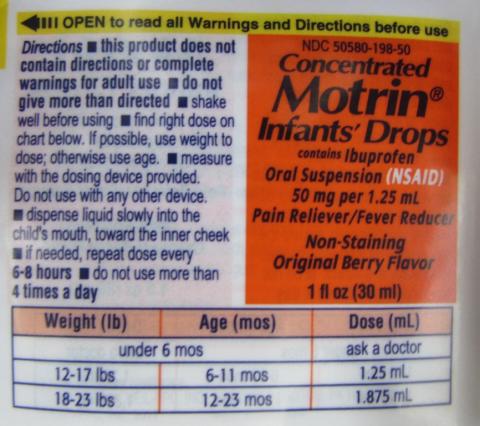 OPEN to read all Warnings and Directions before use
Directions ■ this product does not
contain directions or complete
warnings for adult use ■ do not
give more than directed ■ shake
well before using ■ find right dose on
chart below. If possible, use weight to
dose; otherwise use age. ■ measure
with the dosing device provided.
Do not use with any other device.
■ dispense liquid slowly into the
child's mouth, toward the inner cheek
■ if needed, repeat dose every
6-8 hours ■ do not use more than
4 times a day
NDC 50580-198-50
Concentrated
Motrin®
Infants' Drops
contains Ibuprofen
Oral Suspension (NSAID)
50 mg per 1.25 mL
Pain Reliever/Fever Reducer
Non-Staining
Original Berry Flavor
1 fl oz (30 ml)
Weight (lb) Age (mos) Dose (mL)
under 6 mos ask a doctor
12-17 lbs 6-11 mos 1.25 mL
18-23 lbs 12-23 mos 1.875 mL